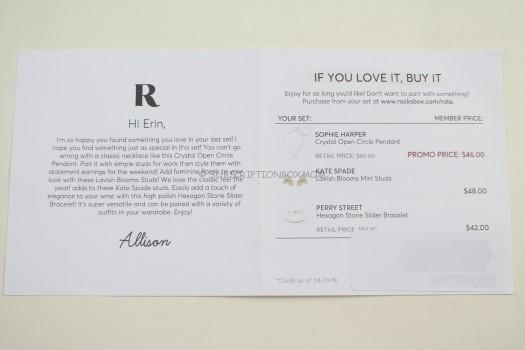 R
Hi Erin,
I'm so happy you found something you love in your last set! I
hope you find something just as special in this set! You can't go
wrong with a classic necklace like this Crystal Open Circle
Pendant. Pair it with simple studs for work then style them with
statement earrings for the weekend! Add feminine florals to your
look with these Lavish Blooms Studs! We love the classic feel the
pearl adds to these Kate Spade studs. Easily add a touch of
elegance to your wrist with this high polish Hexagon Stone Slider
Bracelet! It's super versatile and can be paired with a variety of
outfits in your wardrobe. Enjoy!
Allison
IF YOU LOVE IT, BUY IT
Enjoy for as long you'd like! Don't want to part with something?
Purchase from your set at www.rocksbox.com/rate.
YOUR SET: MEMBER PRICE:
SOPHIE HARPER
Crystal Open Circle Pendant
RETAIL PRICE: $60.00 PROMO PRICE: $46.00
KATE SPADE
Lavish Blooms Mini Studs
$48.00
PERRY STREET
Hexagon Stone Slider Bracelet
RETAIL PRICE: $42.00
*Credit as of: 04-10-18